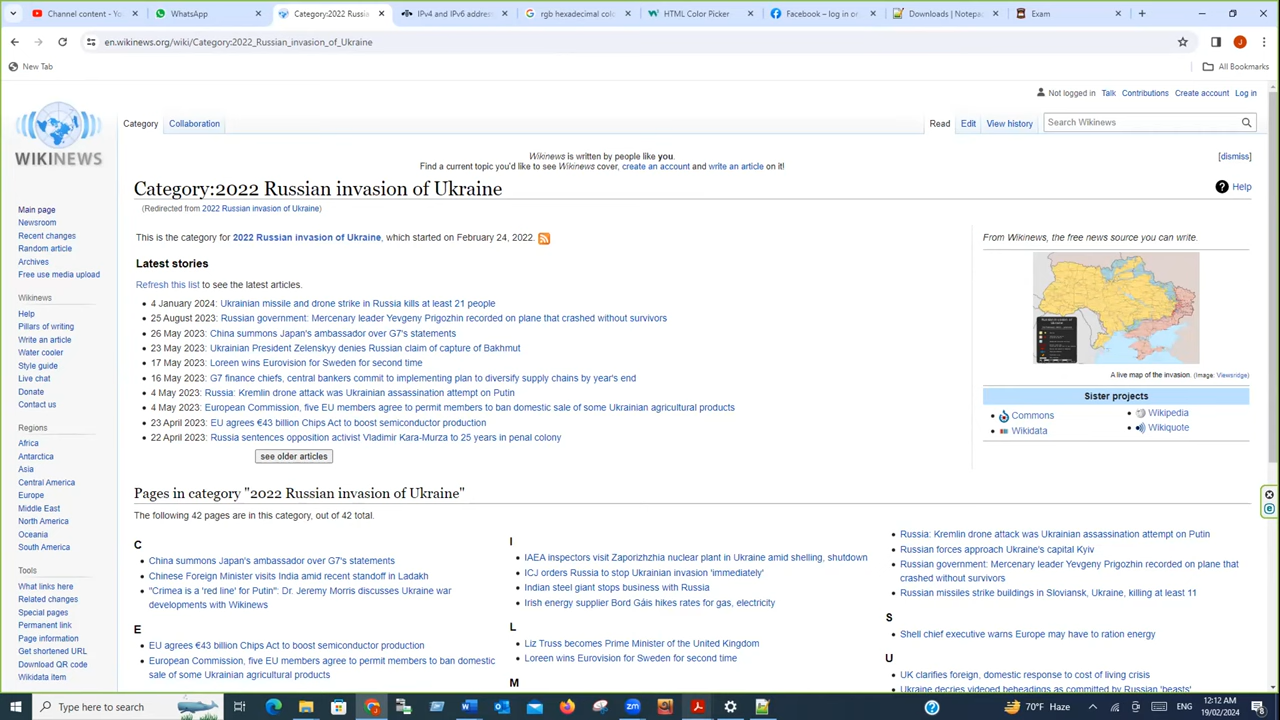 Channel content - Yo
WhatsApp
Category:2022 Russia
IPv4 and IPv6 addres
rgb hexadecimal colo
HTML Color Picker
Facebook – log in or
Downloads | Notepa
Exam
en.wikinews.org/wiki/Category:2022_Russian_invasion_of_Ukraine
J
New Tab
All Bookmarks
Not logged in Talk Contributions Create account Log in
WIKINEWS
Category
Collaboration
Read
Edit
View history
Search Wikinews
Wikinews is written by people like you.
Find a current topic you'd like to see Wikinews cover, create an account and write an article on it!
[dismiss]
Category:2022 Russian invasion of Ukraine
Help
(Redirected from 2022 Russian invasion of Ukraine)
This is the category for 2022 Russian invasion of Ukraine, which started on February 24, 2022.
Latest stories
Refresh this list to see the latest articles.
4 January 2024: Ukrainian missile and drone strike in Russia kills at least 21 people
25 August 2023: Russian government: Mercenary leader Yevgeny Prigozhin recorded on plane that crashed without survivors
26 May 2023: China summons Japan's ambassador over G7's statements
23 May 2023: Ukrainian President Zelenskyy denies Russian claim of capture of Bakhmut
17 May 2023: Loreen wins Eurovision for Sweden for second time
16 May 2023: G7 finance chiefs, central bankers commit to implementing plan to diversify supply chains by year's end
4 May 2023: Russia: Kremlin drone attack was Ukrainian assassination attempt on Putin
4 May 2023: European Commission, five EU members agree to permit members to ban domestic sale of some Ukrainian agricultural products
23 April 2023: EU agrees €43 billion Chips Act to boost semiconductor production
22 April 2023: Russia sentences opposition activist Vladimir Kara-Murza to 25 years in penal colony
see older articles
From Wikinews, the free news source you can write.
A live map of the invasion. (Image: Viewsridge)
Sister projects
Commons
Wikipedia
Wikidata
Wikiquote
Main page
Newsroom
Recent changes
Random article
Archives
Free use media upload
Wikinews
Help
Pillars of writing
Write an article
Water cooler
Style guide
Live chat
Donate
Contact us
Regions
Africa
Antarctica
Asia
Central America
Europe
Middle East
North America
Oceania
South America
Tools
What links here
Related changes
Special pages
Permanent link
Page information
Get shortened URL
Download QR code
Wikidata item
Pages in category "2022 Russian invasion of Ukraine"
The following 42 pages are in this category, out of 42 total.
C
China summons Japan's ambassador over G7's statements
Chinese Foreign Minister visits India amid recent standoff in Ladakh
"Crimea is a 'red line' for Putin": Dr. Jeremy Morris discusses Ukraine war
developments with Wikinews
E
EU agrees €43 billion Chips Act to boost semiconductor production
European Commission, five EU members agree to permit members to ban domestic
sale of some Ukrainian agricultural products
I
IAEA inspectors visit Zaporizhzhia nuclear plant in Ukraine amid shelling, shutdown
ICJ orders Russia to stop Ukrainian invasion 'immediately'
Indian steel giant stops business with Russia
Irish energy supplier Bord Gáis hikes rates for gas, electricity
L
Liz Truss becomes Prime Minister of the United Kingdom
Loreen wins Eurovision for Sweden for second time
M
Russia: Kremlin drone attack was Ukrainian assassination attempt on Putin
Russian forces approach Ukraine's capital Kyiv
Russian government: Mercenary leader Yevgeny Prigozhin recorded on plane that
crashed without survivors
Russian missiles strike buildings in Sloviansk, Ukraine, killing at least 11
S
Shell chief executive warns Europe may have to ration energy
U
UK clarifies foreign, domestic response to cost of living crisis
Ukraine decries videoed beheadings as committed by Russian 'beasts'
Type here to search
70°F Haze
12:12 AM
19/02/2024